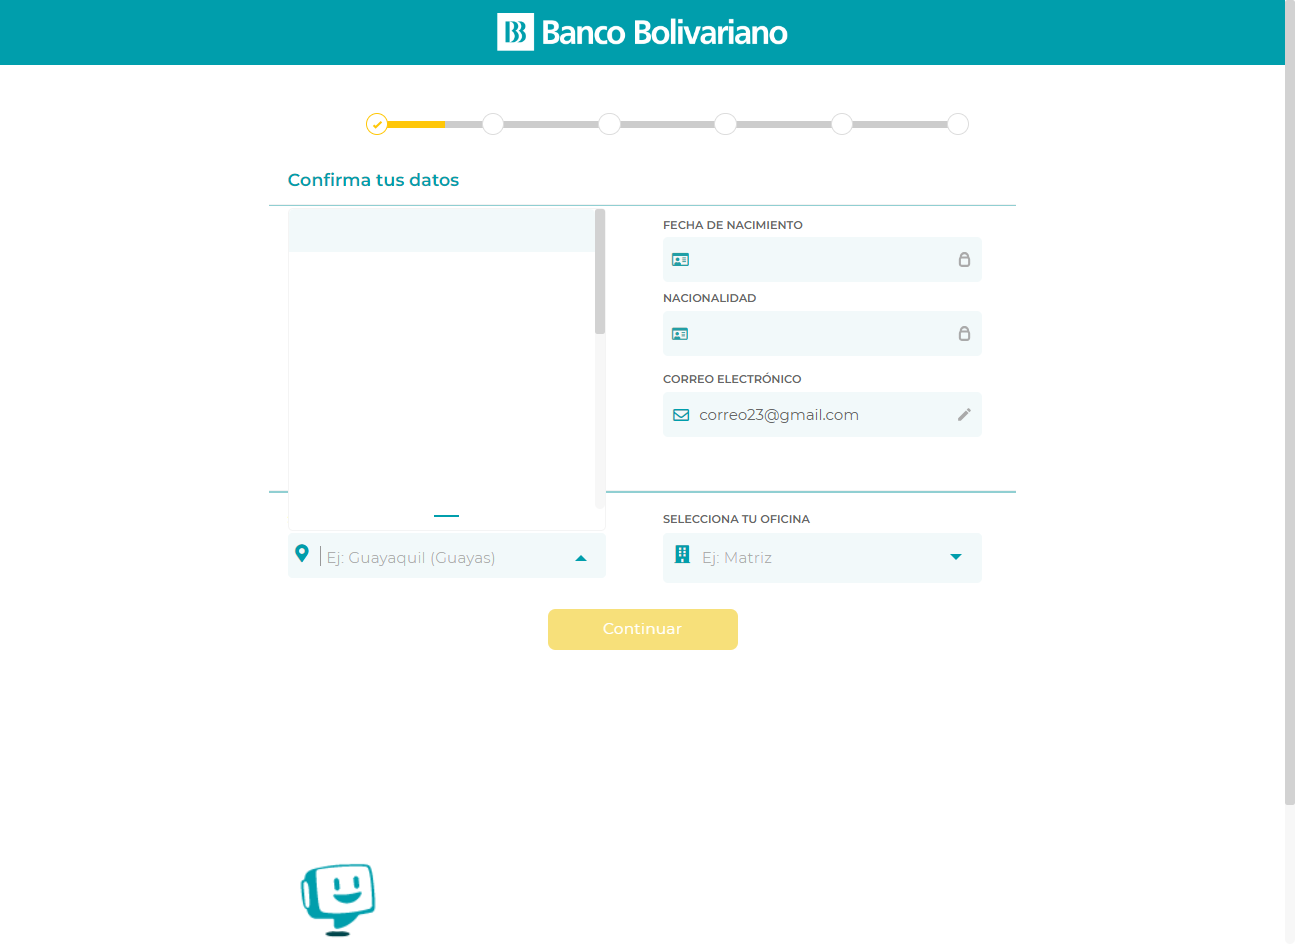 Banco Bolivariano
Confirma tus datos
FECHA DE NACIMIENTO
NACIONALIDAD
CORREO ELECTRÓNICO
correo23@gmail.com
SELECCIONA TU OFICINA
Ej: Guayaquil (Guayas)
Ej: Matriz
Continuar